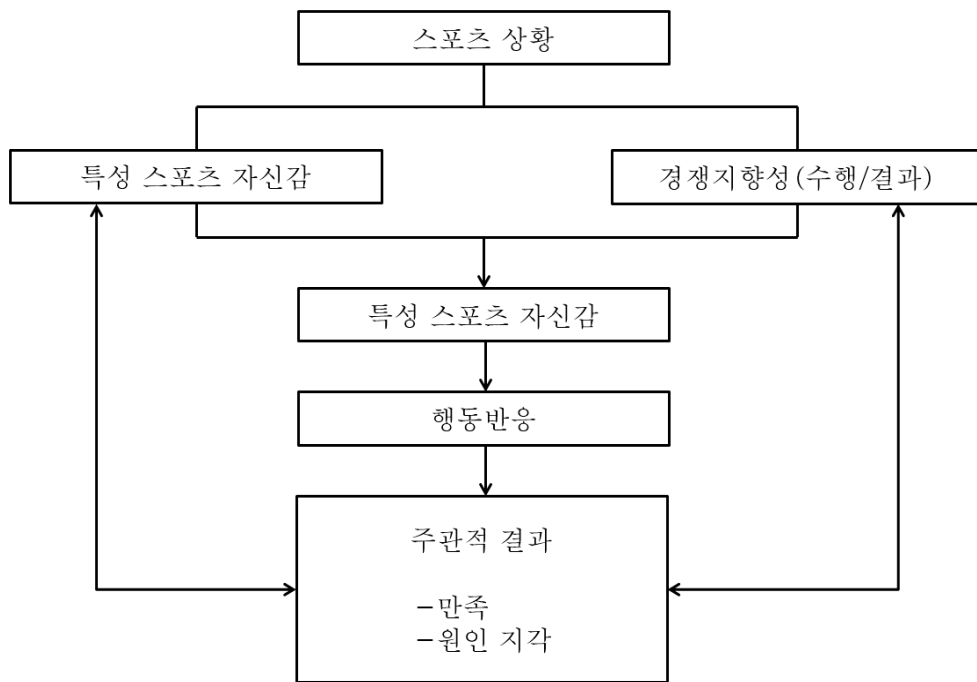 스포츠 상황
특성 스포츠 자신감
경쟁지향성(수행/결과)
특성 스포츠 자신감
행동반응
주관적 결과
-만족
-원인 지각